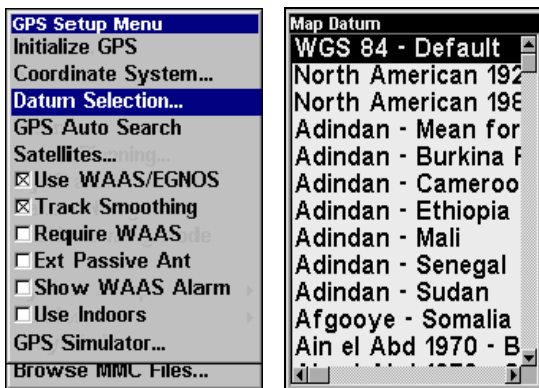 GPS Setup Menu
Initialize GPS
Coordinate System...
Datum Selection...
GPS Auto Search
Satellites...
Use WAAS/EGNOS
Track Smoothing
Require WAAS
Ext Passive Ant
Show WAAS Alarm
Use Indoors
GPS Simulator...
Browse MMC Files...
Map Datum
WGS 84 - Default
North American 192
North American 198
Adindan - Mean for
Adindan - Burkina F
Adindan - Cameroo
Adindan - Ethiopia
Adindan - Mali
Adindan - Senegal
Adindan - Sudan
Afgooye - Somalia
Ain el Abd 1970 - B